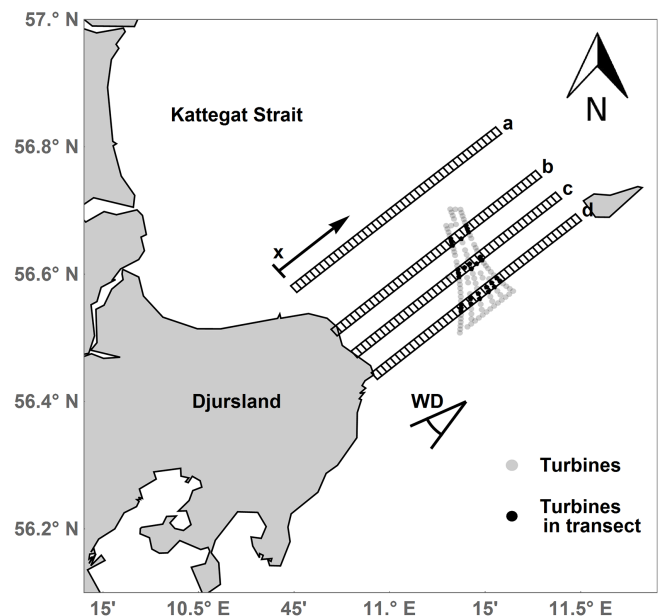 57.° N
Kattegat Strait
N
56.8° N
a
b
c
d
x
56.6° N
Djursland
WD
56.4° N
Turbines
Turbines
in transect
56.2° N
15' 10.5° E 45' 11.° E 15' 11.5° E